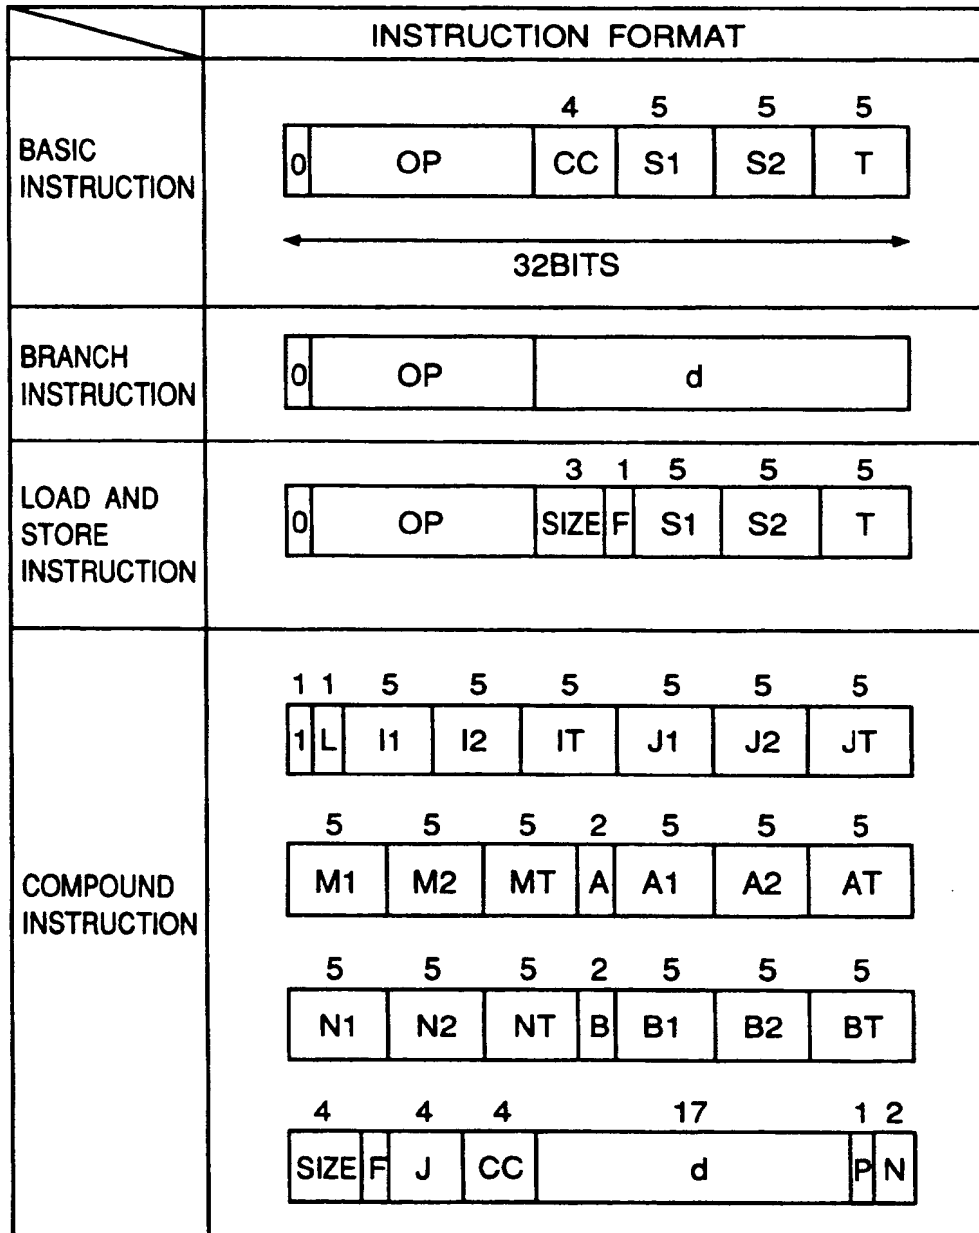 INSTRUCTION FORMAT
BASIC
INSTRUCTION
4 5 5 5
0 OP CC S1 S2 T
32BITS
BRANCH
INSTRUCTION
0 OP d
LOAD AND
STORE
INSTRUCTION
3 1 5 5 5
0 OP SIZE F S1 S2 T
COMPOUND
INSTRUCTION
1 1 5 5 5 5 5 5
1 L I1 I2 IT J1 J2 JT
5 5 5 2 5 5 5
M1 M2 MT A A1 A2 AT
5 5 5 2 5 5 5
N1 N2 NT B B1 B2 BT
4 4 4 17 1 2
SIZE F J CC d P N